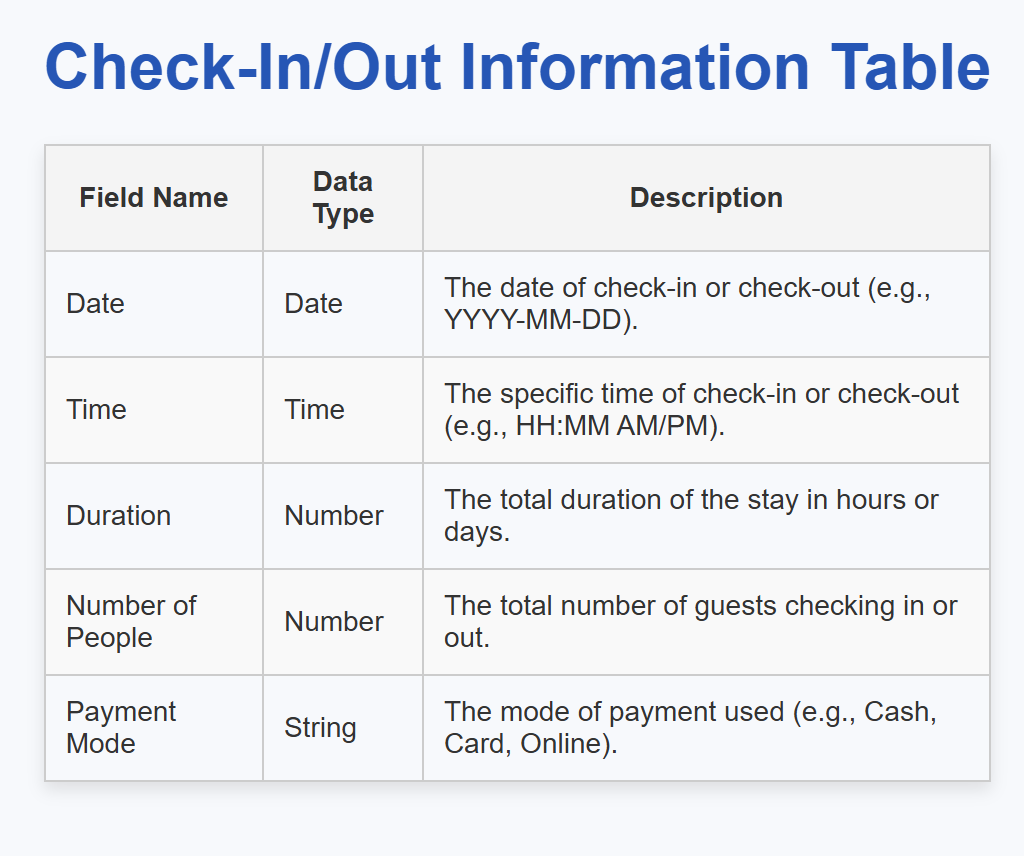 Check-In/Out Information Table
Field Name
Data
Type
Description
Date
Date
The date of check-in or check-out (e.g.,
YYYY-MM-DD).
Time
Time
The specific time of check-in or check-out
(e.g., HH:MM AM/PM).
Duration
Number
The total duration of the stay in hours or
days.
Number of
People
Number
The total number of guests checking in or
out.
Payment
Mode
String
The mode of payment used (e.g., Cash,
Card, Online).